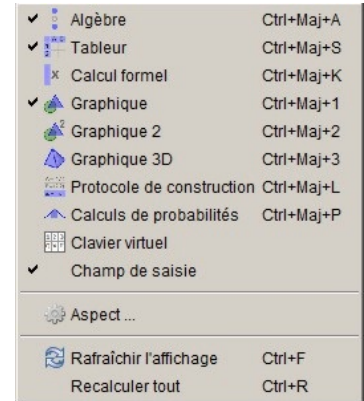 Algèbre Ctrl+Maj+A
Tableur Ctrl+Maj+S
Calcul formel Ctrl+Maj+K
Graphique Ctrl+Maj+1
Graphique 2 Ctrl+Maj+2
Graphique 3D Ctrl+Maj+3
Protocole de construction Ctrl+Maj+L
Calculs de probabilités Ctrl+Maj+P
Clavier virtuel
Champ de saisie
Aspect ...
Rafraîchir l'affichage Ctrl+F
Recalculer tout Ctrl+R